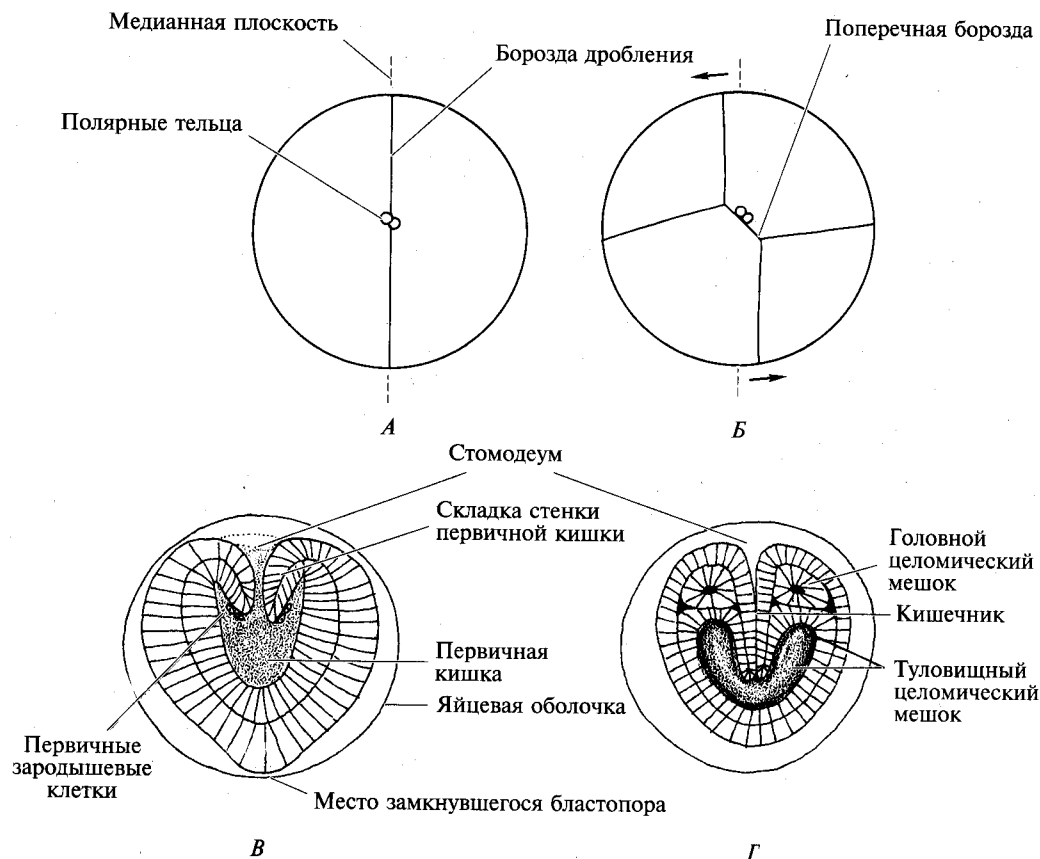 Медианная плоскость
Борозда дробления
Поперечная борозда
Полярные тельца
А
Б
Стомодеум
Складка стенки
первичной кишки
Головной
целомический
мешок
Кишечник
Первичная
кишка
Туловищный
целомический
мешок
Яйцевая оболочка
Первичные
зародышевые
клетки
Место замкнувшегося бластопора
В
Г